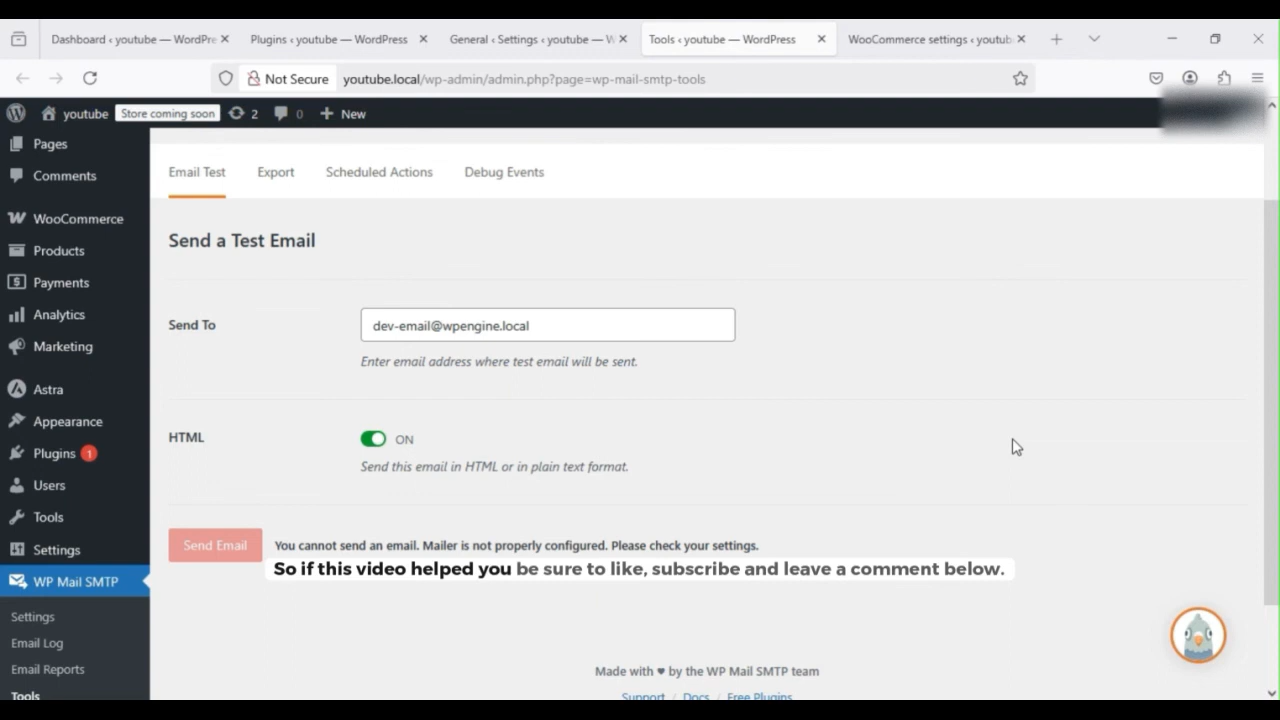 Dashboard ‹ youtube — WordPre
Plugins ‹ youtube — WordPress
General ‹ Settings ‹ youtube — W
Tools ‹ youtube — WordPress
WooCommerce settings ‹ youtub
Not Secure
youtube.local/wp-admin/admin.php?page=wp-mail-smtp-tools
youtube
Store coming soon
2
0
New
Pages
Comments
WooCommerce
Products
Payments
Analytics
Marketing
Astra
Appearance
Plugins 1
Users
Tools
Settings
WP Mail SMTP
Settings
Email Log
Email Reports
Tools
Email Test
Export
Scheduled Actions
Debug Events
Send a Test Email
Send To
dev-email@wpengine.local
Enter email address where test email will be sent.
HTML
ON
Send this email in HTML or in plain text format.
Send Email
You cannot send an email. Mailer is not properly configured. Please check your settings.
So if this video helped you be sure to like, subscribe and leave a comment below.
Made with ♥ by the WP Mail SMTP team
Support / Docs / Free Plugins